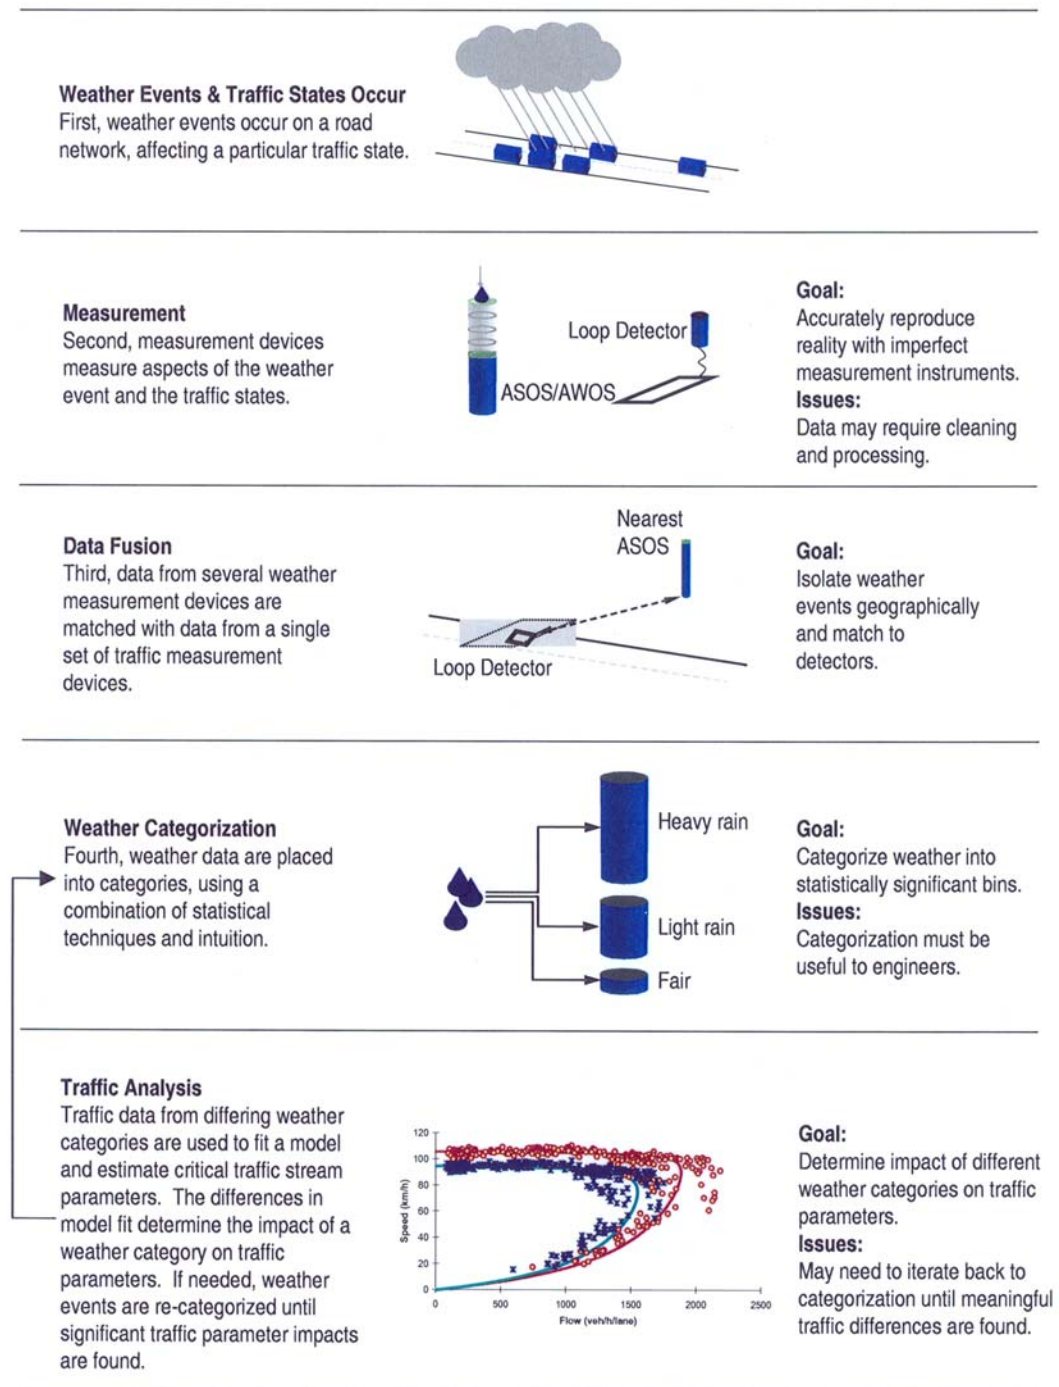 Weather Events & Traffic States Occur
First, weather events occur on a road
network, affecting a particular traffic state.
Measurement
Second, measurement devices
measure aspects of the weather
event and the traffic states.
Loop Detector
ASOS/AWOS
Goal:
Accurately reproduce
reality with imperfect
measurement instruments.
Issues:
Data may require cleaning
and processing.
Data Fusion
Third, data from several weather
measurement devices are
matched with data from a single
set of traffic measurement
devices.
Nearest
ASOS
Loop Detector
Goal:
Isolate weather
events geographically
and match to
detectors.
Weather Categorization
Fourth, weather data are placed
into categories, using a
combination of statistical
techniques and intuition.
Heavy rain
Light rain
Fair
Goal:
Categorize weather into
statistically significant bins.
Issues:
Categorization must be
useful to engineers.
Traffic Analysis
Traffic data from differing weather
categories are used to fit a model
and estimate critical traffic stream
parameters. The differences in
model fit determine the impact of a
weather category on traffic
parameters. If needed, weather
events are re-categorized until
significant traffic parameter impacts
are found.
120
100
80
60
40
20
0
Speed (km/h)
0 500 1000 1500 2000 2500
Flow (veh/h/lane)
Goal:
Determine impact of different
weather categories on traffic
parameters.
Issues:
May need to iterate back to
categorization until meaningful
traffic differences are found.